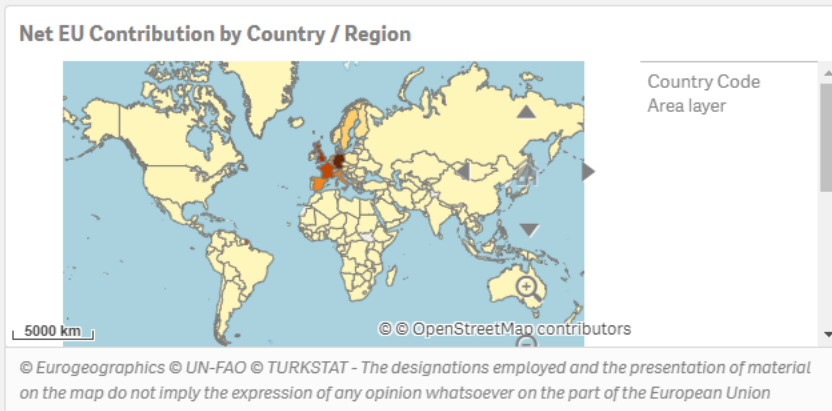 Net EU Contribution by Country / Region
Country Code
Area layer
5000 km
© © OpenStreetMap contributors
© Eurogeographics © UN-FAO © TURKSTAT - The designations employed and the presentation of material
on the map do not imply the expression of any opinion whatsoever on the part of the European Union